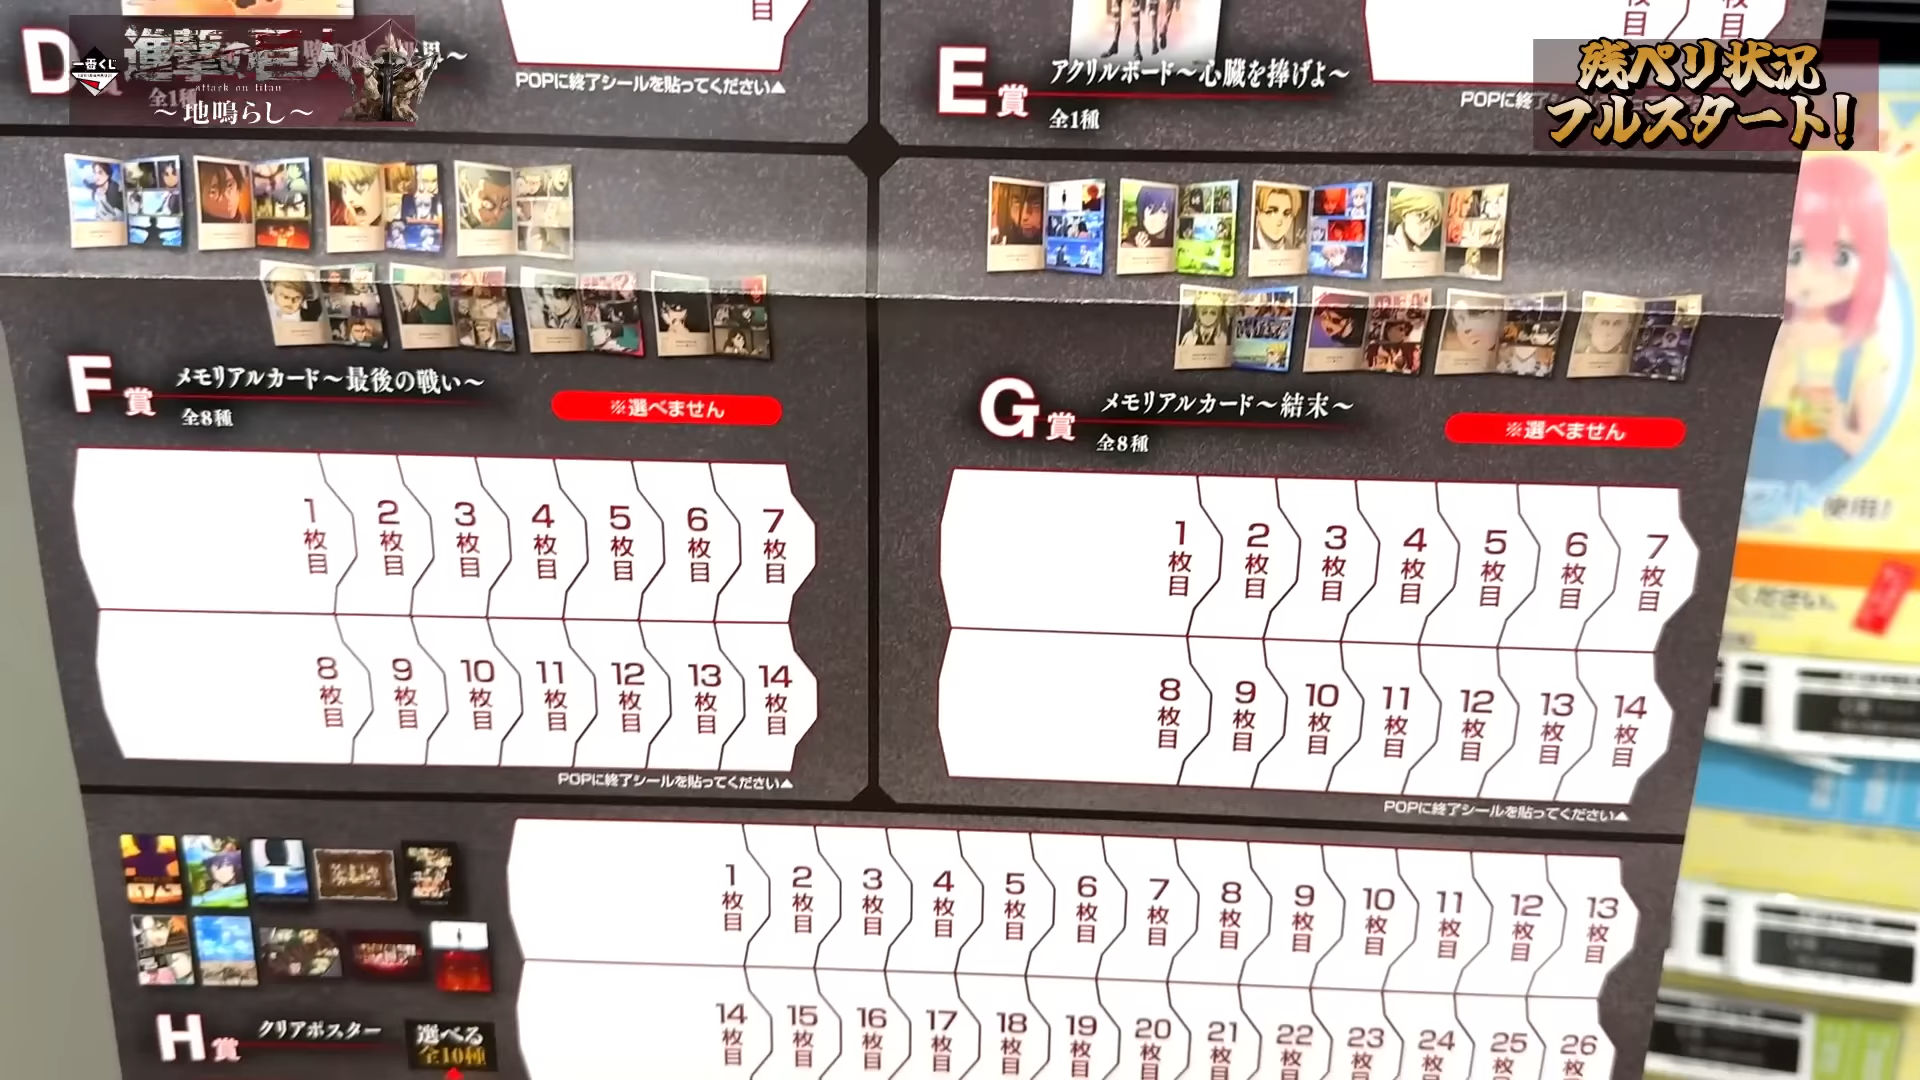 一番くじ
進撃の巨人
attack on titan
～地鳴らし～
残ペリ状況
フルスタート!
D
全1種
POPに終了シールを貼ってください▲
E賞
アクリルボード～心臓を捧げよ～
全1種
POPに終了
F賞
メモリアルカード～最後の戦い～
全8種
※選べません
1枚目 2枚目 3枚目 4枚目 5枚目 6枚目 7枚目
8枚目 9枚目 10枚目 11枚目 12枚目 13枚目 14枚目
POPに終了シールを貼ってください▲
G賞
メモリアルカード～結末～
全8種
※選べません
1枚目 2枚目 3枚目 4枚目 5枚目 6枚目 7枚目
8枚目 9枚目 10枚目 11枚目 12枚目 13枚目 14枚目
POPに終了シールを貼ってください▲
H賞
クリアポスター
選べる
全10種
1枚目 2枚目 3枚目 4枚目 5枚目 6枚目 7枚目 8枚目 9枚目 10枚目 11枚目 12枚目 13枚目
14枚目 15枚目 16枚目 17枚目 18枚目 19枚目 20枚目 21枚目 22枚目 23枚目 24枚目 25枚目 26枚目
使用!
ください。